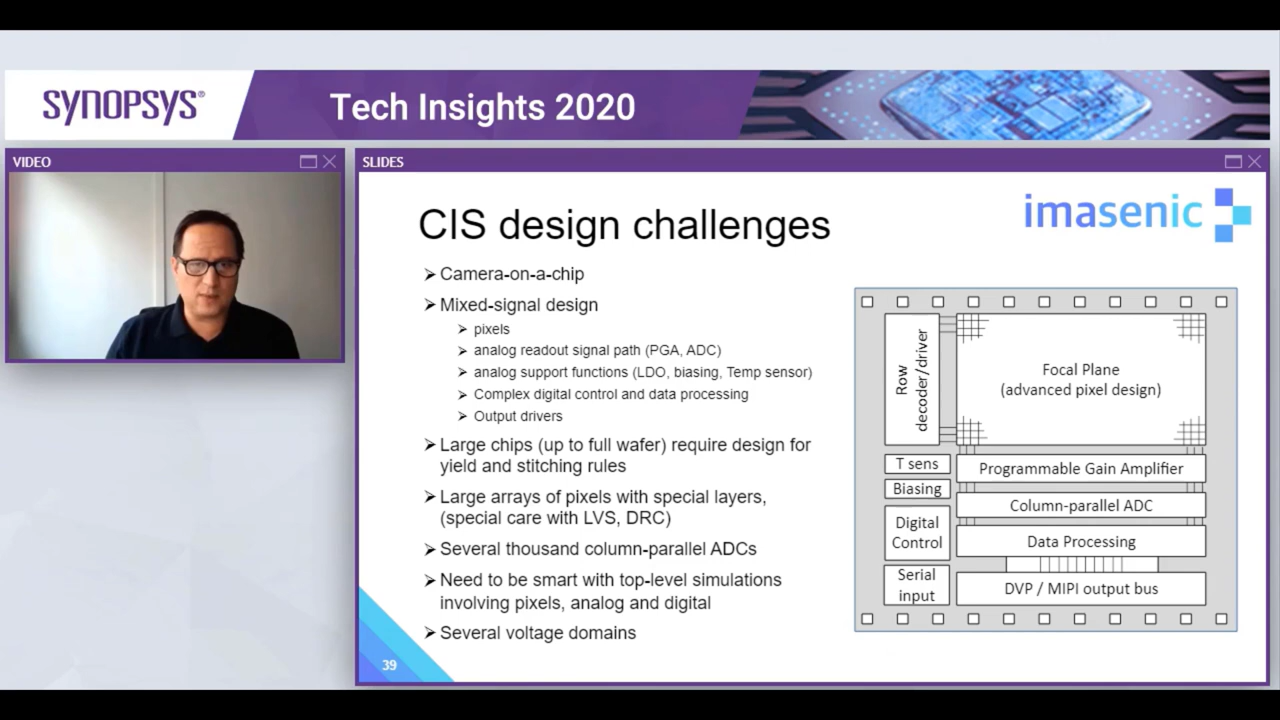 SYNOPSYS®
Tech Insights 2020
VIDEO
SLIDES
imasenic
CIS design challenges
Camera-on-a-chip
Mixed-signal design
pixels
analog readout signal path (PGA, ADC)
analog support functions (LDO, biasing, Temp sensor)
Complex digital control and data processing
Output drivers
Large chips (up to full wafer) require design for
yield and stitching rules
Large arrays of pixels with special layers,
(special care with LVS, DRC)
Several thousand column-parallel ADCs
Need to be smart with top-level simulations
involving pixels, analog and digital
Several voltage domains
39
Row
decoder/driver
Focal Plane
(advanced pixel design)
T sens
Programmable Gain Amplifier
Biasing
Column-parallel ADC
Digital
Control
Data Processing
Serial
input
DVP / MIPI output bus